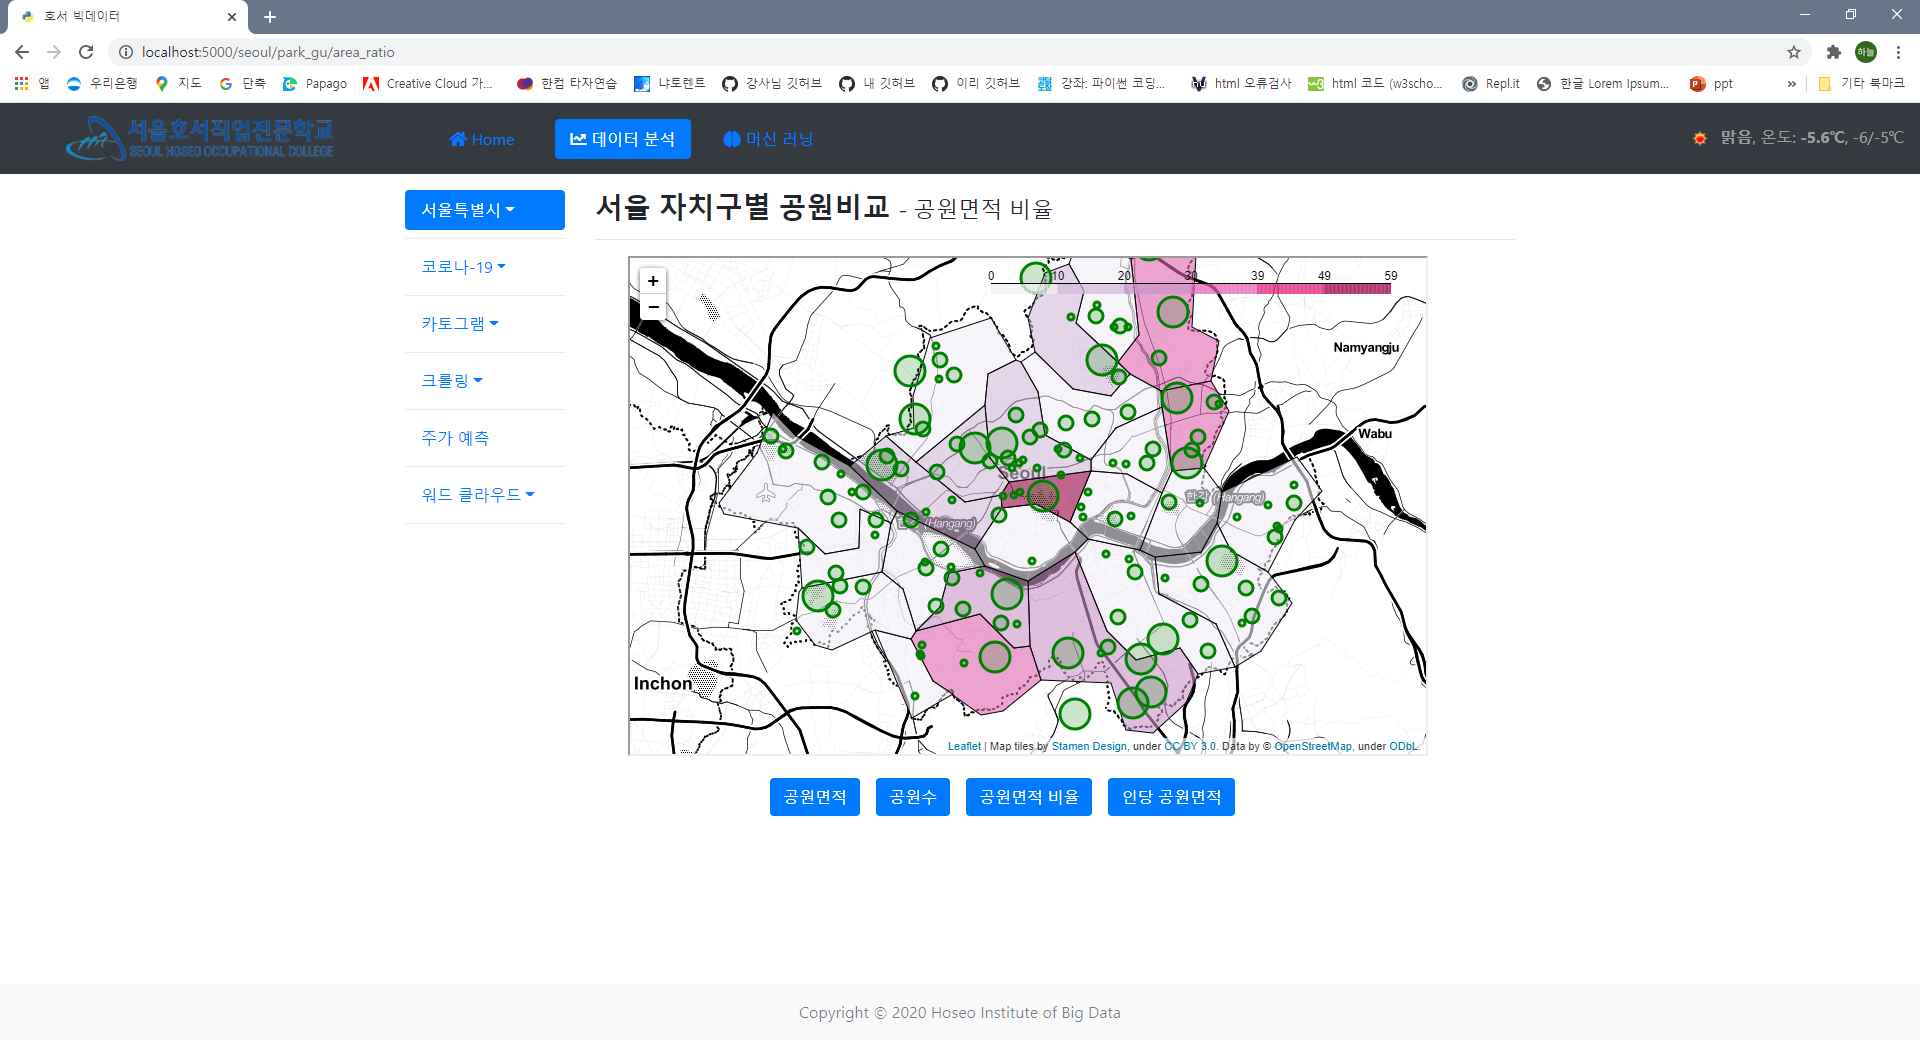 호서 빅데이터
localhost:5000/seoul/park_gu/area_ratio
하늘
앱 우리은행 지도 단축 Papago Creative Cloud 가... 한컴 타자연습 나토렌트 강사님 깃허브 내 깃허브 이리 깃허브 강좌: 파이썬 코딩... html 오류검사 html 코드 (w3scho... Repl.it 한글 Lorem Ipsum... ppt » 기타 북마크
서울호서직업전문학교
SEOUL HOSEO OCCUPATIONAL COLLEGE
Home 데이터 분석 머신 러닝 맑음, 온도: -5.6℃, -6/-5℃
서울특별시
코로나-19
카토그램
크롤링
주가 예측
워드 클라우드
서울 자치구별 공원비교 - 공원면적 비율
+
−
0 10 20 30 39 49 59
Namyangju
Wabu
Seoul
한강 (Hangang)
(Hangang)
Inchon
Leaflet | Map tiles by Stamen Design, under CC BY 3.0. Data by © OpenStreetMap, under ODbL.
공원면적 공원수 공원면적 비율 인당 공원면적
Copyright © 2020 Hoseo Institute of Big Data